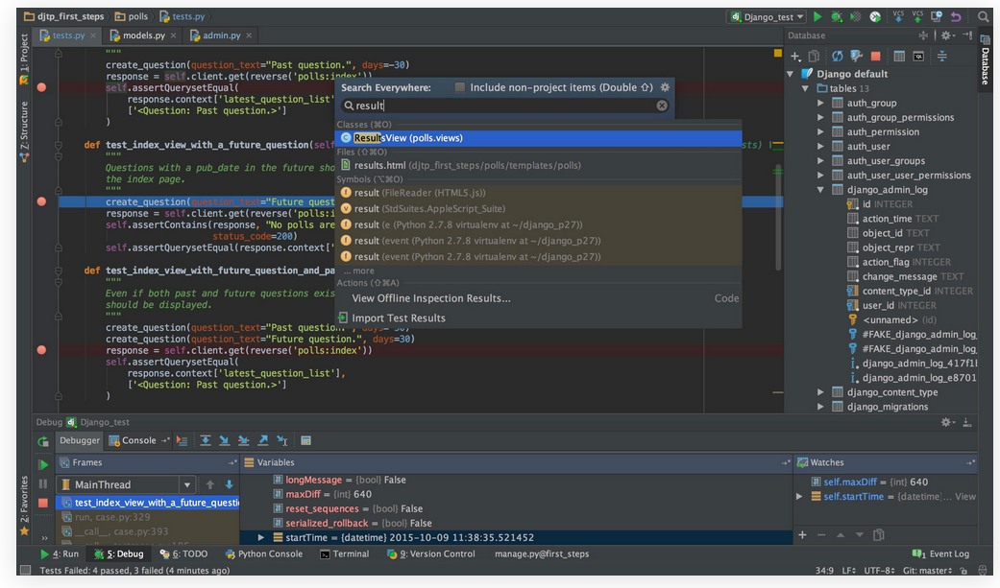 djtp_first_steps polls tests.py
Django_test
VCS VCS
tests.py models.py admin.py
Database
1: Project
Z: Structure
2: Favorites
Database
"""
create_question(question_text="Past question.", days=-30)
response = self.client.get(reverse('polls:index'))
self.assertQuerysetEqual(
response.context['latest_question_list'
['<Question: Past question.>']
)
def test_index_view_with_a_future_question(self
"""
Questions with a pub_date in the future sho
the index page.
"""
create_question(question_text="Future quest
response = self.client.get(reverse('polls:i
self.assertContains(response, "No polls are
status_code=200)
self.assertQuerysetEqual(response.context['
def test_index_view_with_future_question_and_pa
"""
Even if both past and future questions exis
should be displayed.
"""
create_question(question_text="Past question.", days=-30)
create_question(question_text="Future question.", days=30)
response = self.client.get(reverse('polls:index'))
self.assertQuerysetEqual(
response.context['latest_question_list'],
['<Question: Past question.>']
)
Search Everywhere: Include non-project items (Double ⇧)
result
Classes (⌘O)
ResultsView (polls.views)
Files (⇧⌘O)
results.html (djtp_first_steps/polls/templates/polls)
Symbols (⌥⌘O)
result (FileReader (HTML5.js))
result (StdSuites.AppleScript_Suite)
result (e (Python 2.7.8 virtualenv at ~/django_p27))
result (event (Python 2.7.8 virtualenv at ~/django_p27))
result (event (Python 2.7.8 virtualenv at ~/django_p27))
... more
Actions (⇧⌘A)
View Offline Inspection Results... Code
Import Test Results
Django default
tables 13
auth_group
auth_group_permissions
auth_permission
auth_user
auth_user_groups
auth_user_user_permissions
django_admin_log
id INTEGER
action_time TEXT
object_id TEXT
object_repr TEXT
action_flag INTEGER
change_message TEXT
content_type_id INTEGER
user_id INTEGER
<unnamed> (id)
#FAKE_django_admin_log_
#FAKE_django_admin_log_
django_admin_log_417f1
django_admin_log_e8701
django_content_type
django_migrations
Debug Django_test
Debugger Console
Frames
MainThread
test_index_view_with_a_future_questi
run, case.py:329
__call__, case.py:393
Variables
longMessage = {bool} False
maxDiff = {int} 640
reset_sequences = {bool} False
serialized_rollback = {bool} False
startTime = {datetime} 2015-10-09 11:38:35.521452
Watches
self.maxDiff = {int} 640
self.startTime = {datetime}... View
4: Run 5: Debug 6: TODO Python Console Terminal 9: Version Control manage.py@first_steps 1 Event Log
Tests Failed: 4 passed, 3 failed (4 minutes ago) 34:9 LF÷ UTF-8÷ Git: master÷